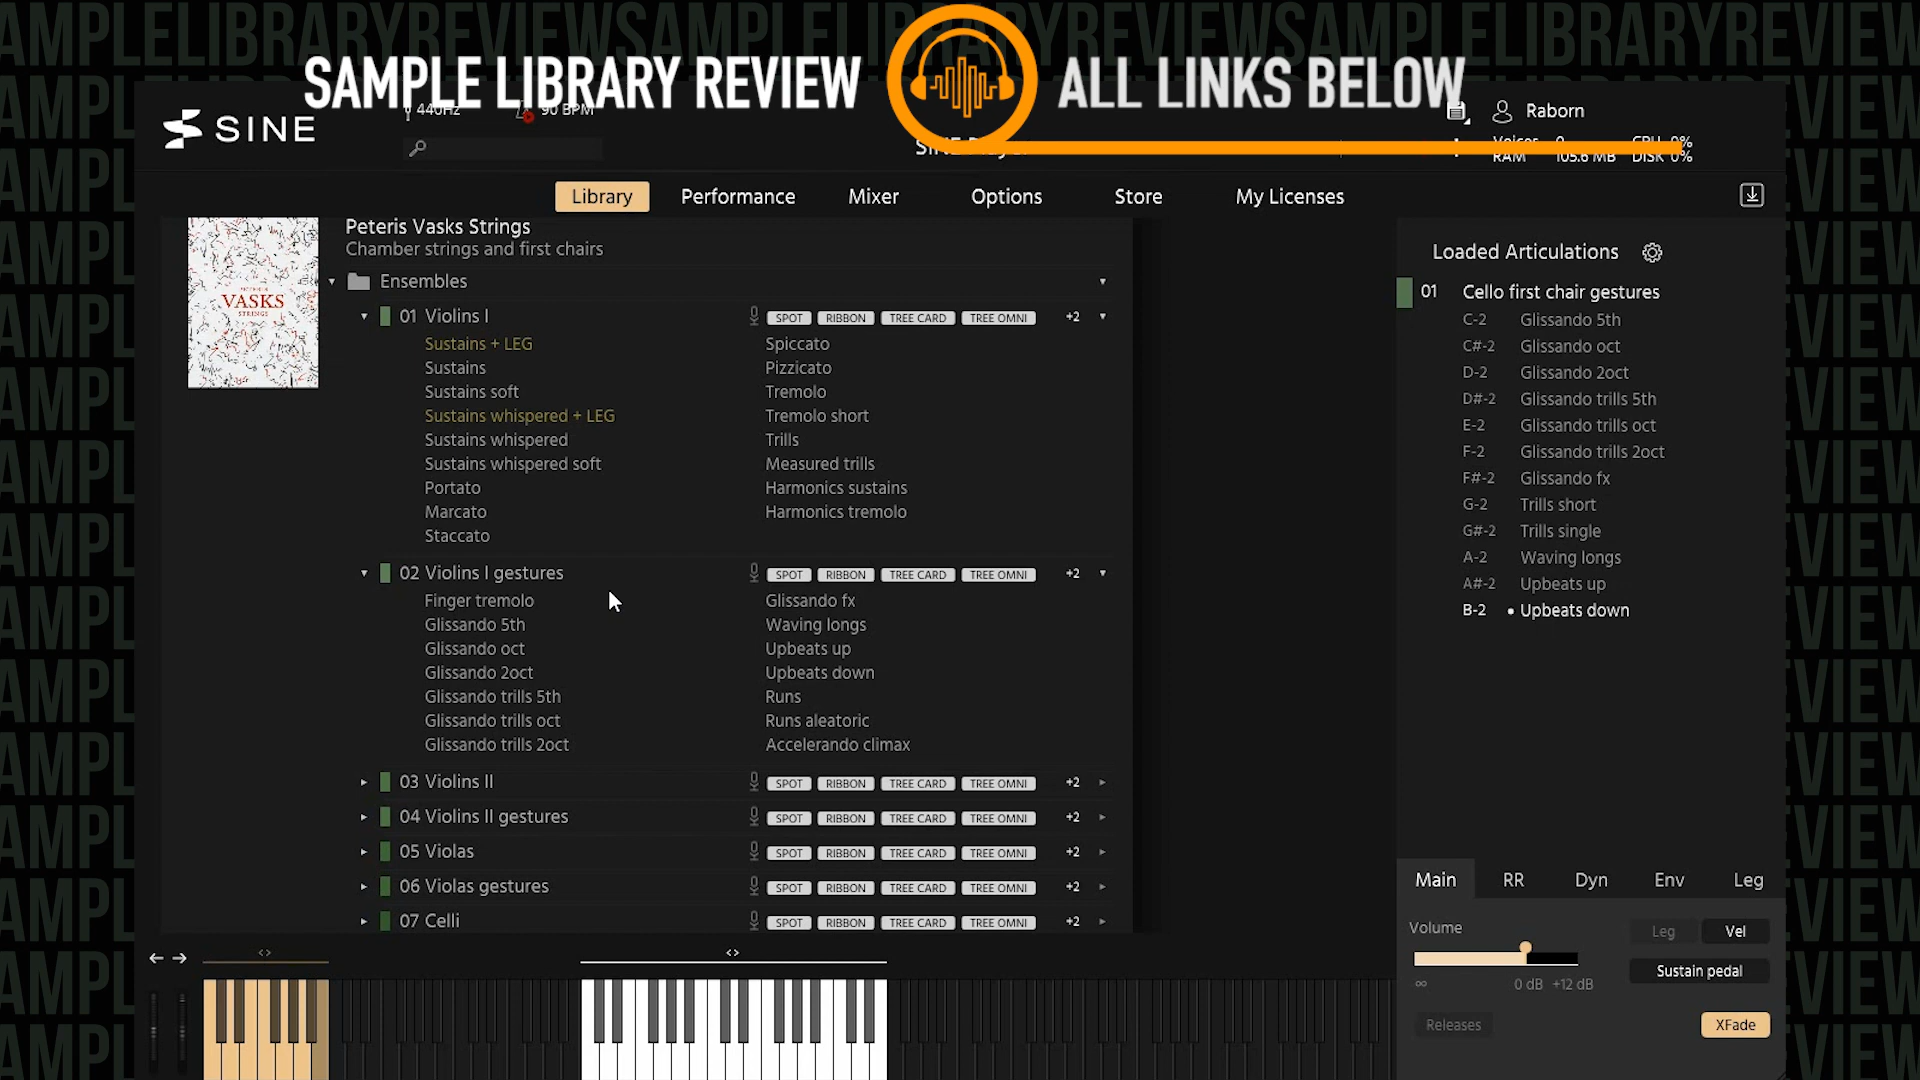 SAMPLE LIBRARY REVIEW
ALL LINKS BELOW
SINE
440Hz
90 BPM
Raborn
SINE Player
Voices 0 CPU 0%
RAM 105.6 MB DISK 0%
Library Performance Mixer Options Store My Licenses
VASKS
STRINGS
Peteris Vasks Strings
Chamber strings and first chairs
Ensembles
01 Violins I SPOT RIBBON TREE CARD TREE OMNI +2
Sustains + LEG Spiccato
Sustains Pizzicato
Sustains soft Tremolo
Sustains whispered + LEG Tremolo short
Sustains whispered Trills
Sustains whispered soft Measured trills
Portato Harmonics sustains
Marcato Harmonics tremolo
Staccato
02 Violins I gestures SPOT RIBBON TREE CARD TREE OMNI +2
Finger tremolo Glissando fx
Glissando 5th Waving longs
Glissando oct Upbeats up
Glissando 2oct Upbeats down
Glissando trills 5th Runs
Glissando trills oct Runs aleatoric
Glissando trills 2oct Accelerando climax
03 Violins II SPOT RIBBON TREE CARD TREE OMNI +2
04 Violins II gestures SPOT RIBBON TREE CARD TREE OMNI +2
05 Violas SPOT RIBBON TREE CARD TREE OMNI +2
06 Violas gestures SPOT RIBBON TREE CARD TREE OMNI +2
07 Celli SPOT RIBBON TREE CARD TREE OMNI +2
Loaded Articulations
01 Cello first chair gestures
C-2 Glissando 5th
C#-2 Glissando oct
D-2 Glissando 2oct
D#-2 Glissando trills 5th
E-2 Glissando trills oct
F-2 Glissando trills 2oct
F#-2 Glissando fx
G-2 Trills short
G#-2 Trills single
A-2 Waving longs
A#-2 Upbeats up
B-2 • Upbeats down
Main RR Dyn Env Leg
Volume
Leg Vel
Sustain pedal
∞ 0 dB +12 dB
Releases XFade